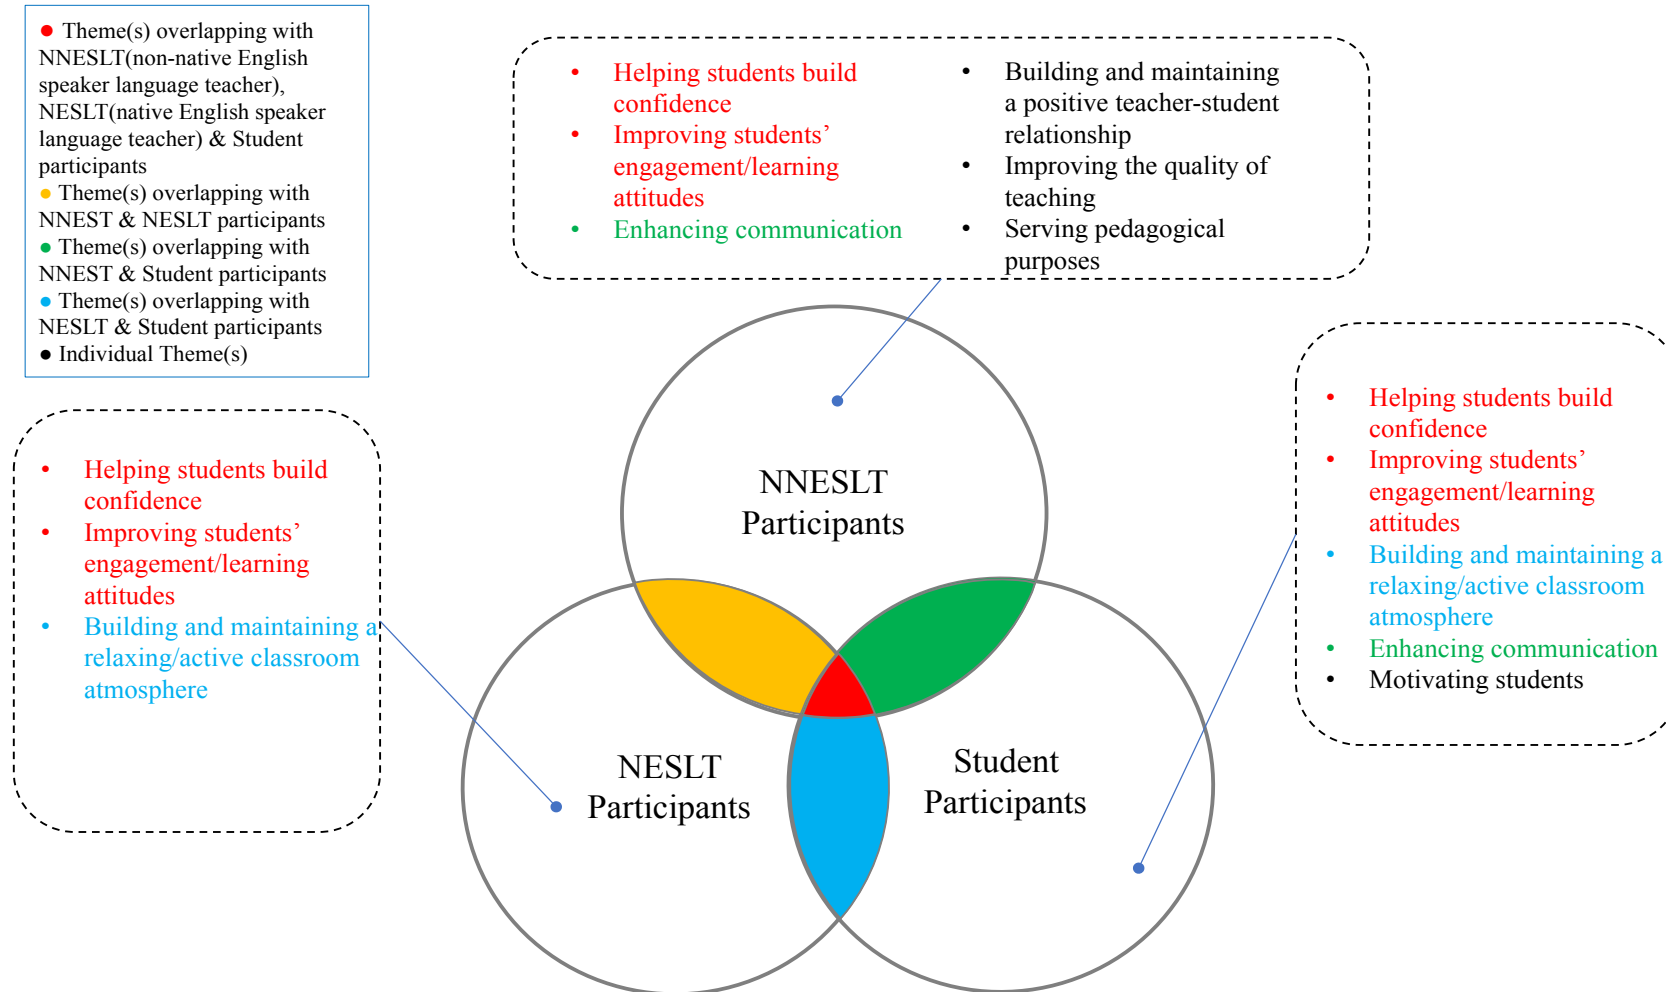 ● Theme(s) overlapping with
NNESLT(non-native English
speaker language teacher),
NESLT(native English speaker
language teacher) & Student
participants
● Theme(s) overlapping with
NNEST & NESLT participants
● Theme(s) overlapping with
NNEST & Student participants
● Theme(s) overlapping with
NESLT & Student participants
● Individual Theme(s)
• Helping students build
confidence
• Improving students’
engagement/learning
attitudes
• Enhancing communication
• Building and maintaining
a positive teacher-student
relationship
• Improving the quality of
teaching
• Serving pedagogical
purposes
• Helping students build
confidence
• Improving students’
engagement/learning
attitudes
• Building and maintaining a
relaxing/active classroom
atmosphere
NNESLT
Participants
NESLT
Participants
Student
Participants
• Helping students build
confidence
• Improving students’
engagement/learning
attitudes
• Building and maintaining a
relaxing/active classroom
atmosphere
• Enhancing communication
• Motivating students